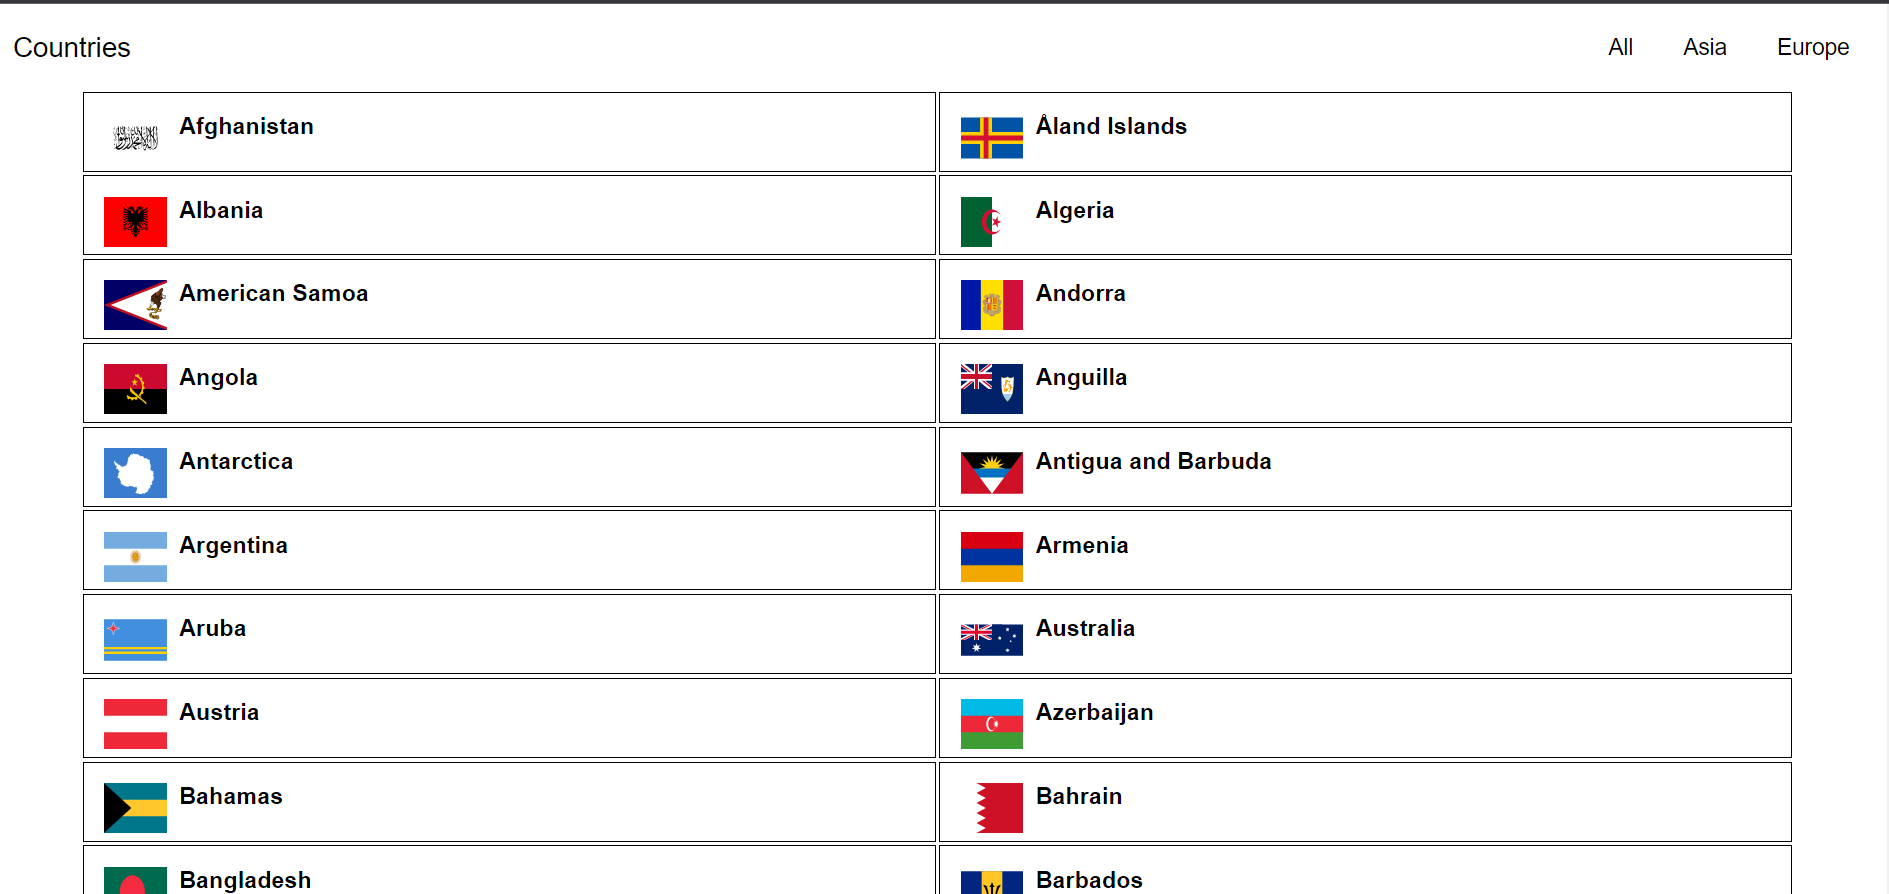 Countries
All Asia Europe
Afghanistan
Åland Islands
Albania
Algeria
American Samoa
Andorra
Angola
Anguilla
Antarctica
Antigua and Barbuda
Argentina
Armenia
Aruba
Australia
Austria
Azerbaijan
Bahamas
Bahrain
Bangladesh
Barbados